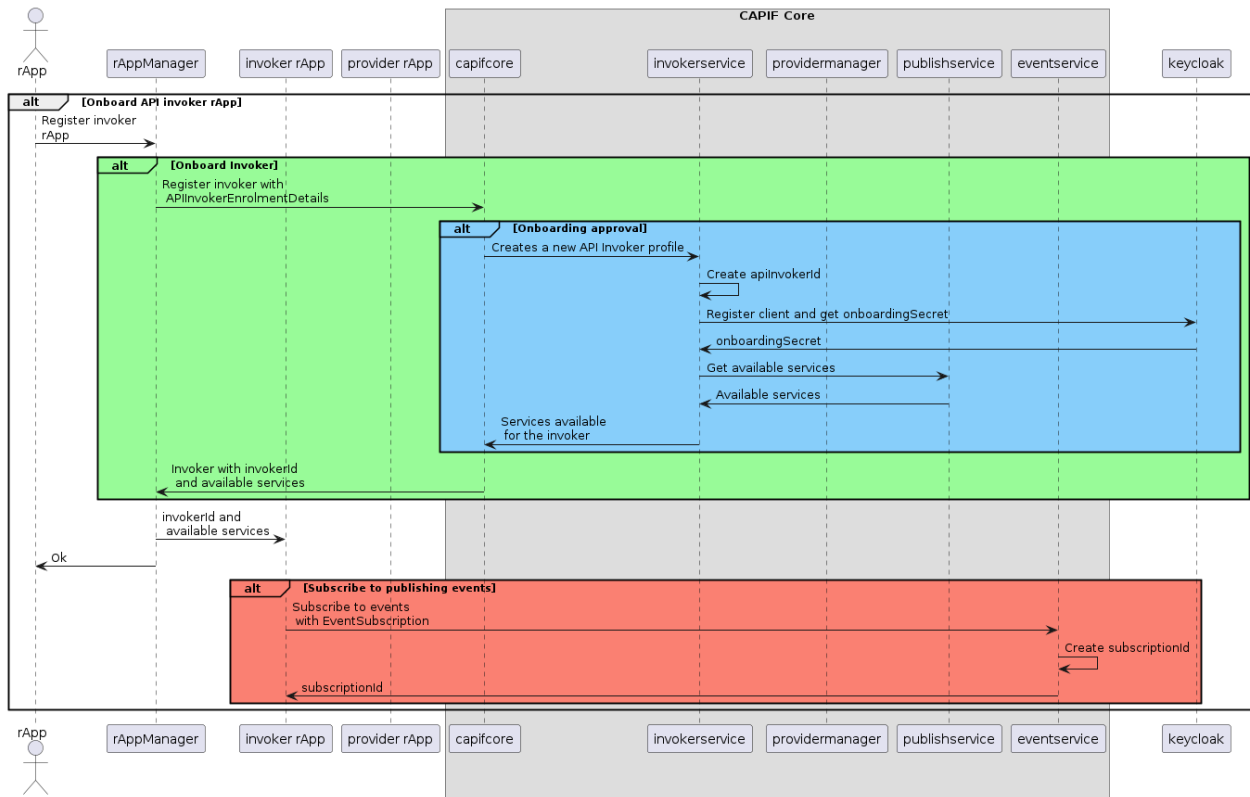 CAPIF Core
rApp
rAppManager
invoker rApp
provider rApp
capifcore
invokerservice
providermanager
publishservice
eventservice
keycloak
alt
[Onboard API invoker rApp]
Register invoker
rApp
alt
[Onboard Invoker]
Register invoker with
APIInvokerEnrolmentDetails
alt
[Onboarding approval]
Creates a new API Invoker profile
Create apiInvokerId
Register client and get onboardingSecret
onboardingSecret
Get available services
Available services
Services available
for the invoker
Invoker with invokerId
and available services
invokerId and
available services
Ok
alt
[Subscribe to publishing events]
Subscribe to events
with EventSubscription
Create subscriptionId
subscriptionId
rApp
rAppManager
invoker rApp
provider rApp
capifcore
invokerservice
providermanager
publishservice
eventservice
keycloak